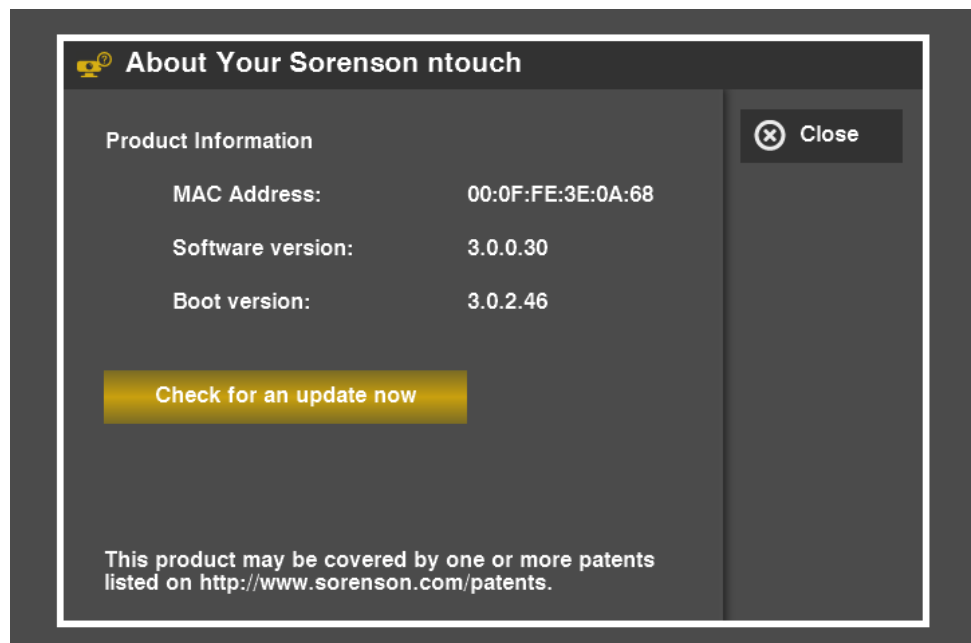 About Your Sorenson ntouch
Close
Product Information
MAC Address: 00:0F:FE:3E:0A:68
Software version: 3.0.0.30
Boot version: 3.0.2.46
Check for an update now
This product may be covered by one or more patents
listed on http://www.sorenson.com/patents.